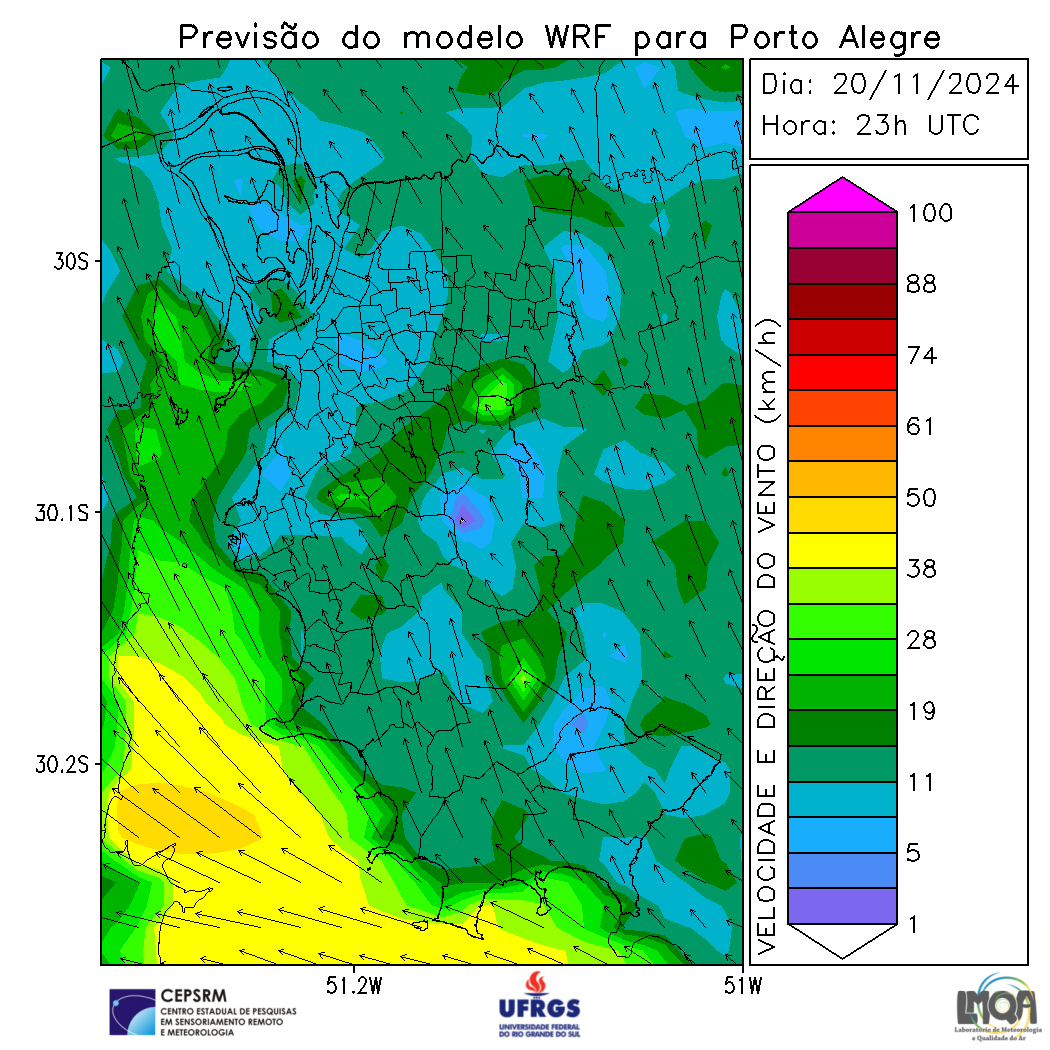 Previsão do modelo WRF para Porto Alegre
Dia: 20/11/2024
Hora: 23h UTC
30S
30.1S
30.2S
51.2W
51W
VELOCIDADE E DIREÇÃO DO VENTO (km/h)
100
88
74
61
50
38
28
19
11
5
1
CEPSRM
CENTRO ESTADUAL DE PESQUISAS
EM SENSORIAMENTO REMOTO
E METEOROLOGIA
UFRGS
UNIVERSIDADE FEDERAL
DO RIO GRANDE DO SUL
LMQA
Laboratório de Meteorologia
e Qualidade do Ar